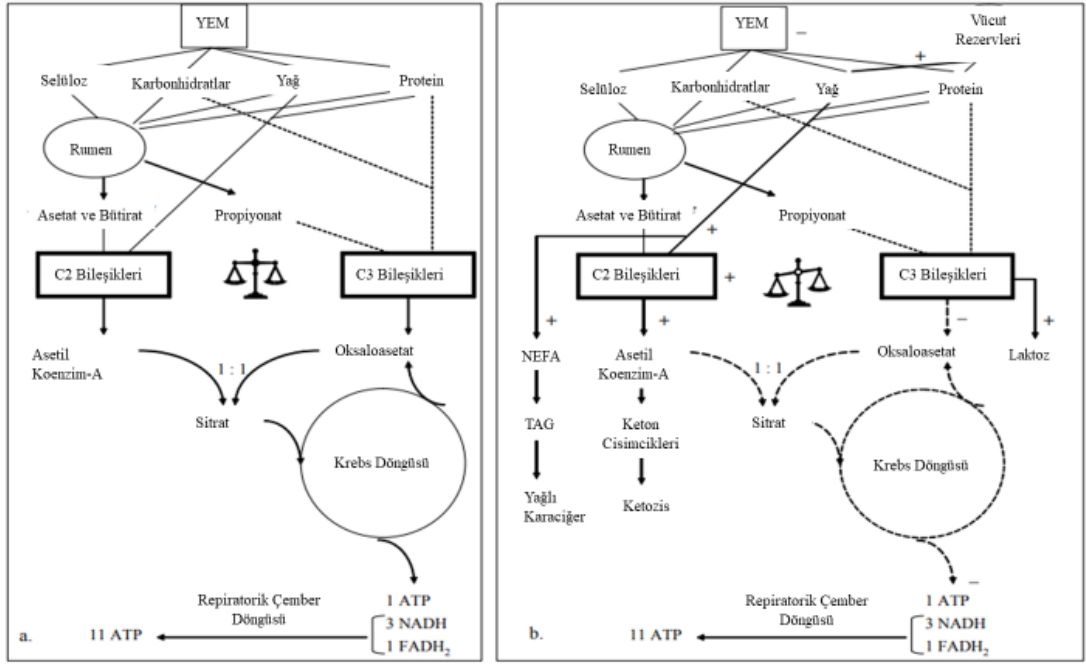 YEM
Selüloz
Karbonhidratlar
Yağ
Protein
Rumen
Asetat ve Bütirat
Propiyonat
C2 Bileşikleri
C3 Bileşikleri
Asetil
Koenzim-A
1 : 1
Oksaloasetat
Sitrat
Krebs Döngüsü
Repiratorik Çember
Döngüsü
1 ATP
3 NADH
1 FADH2
11 ATP
a.
YEM
–
Vücut
Rezervleri
+
Selüloz
Karbonhidratlar
Yağ
Protein
Rumen
Asetat ve Bütirat
Propiyonat
+
C2 Bileşikleri
+
C3 Bileşikleri
+
+
–
+
NEFA
Asetil
Koenzim-A
1 : 1
Oksaloasetat
Laktoz
TAG
Keton
Cisimcikleri
Sitrat
Krebs Döngüsü
Yağlı
Karaciğer
Ketozis
–
Repiratorik Çember
Döngüsü
1 ATP
3 NADH
1 FADH2
11 ATP
b.